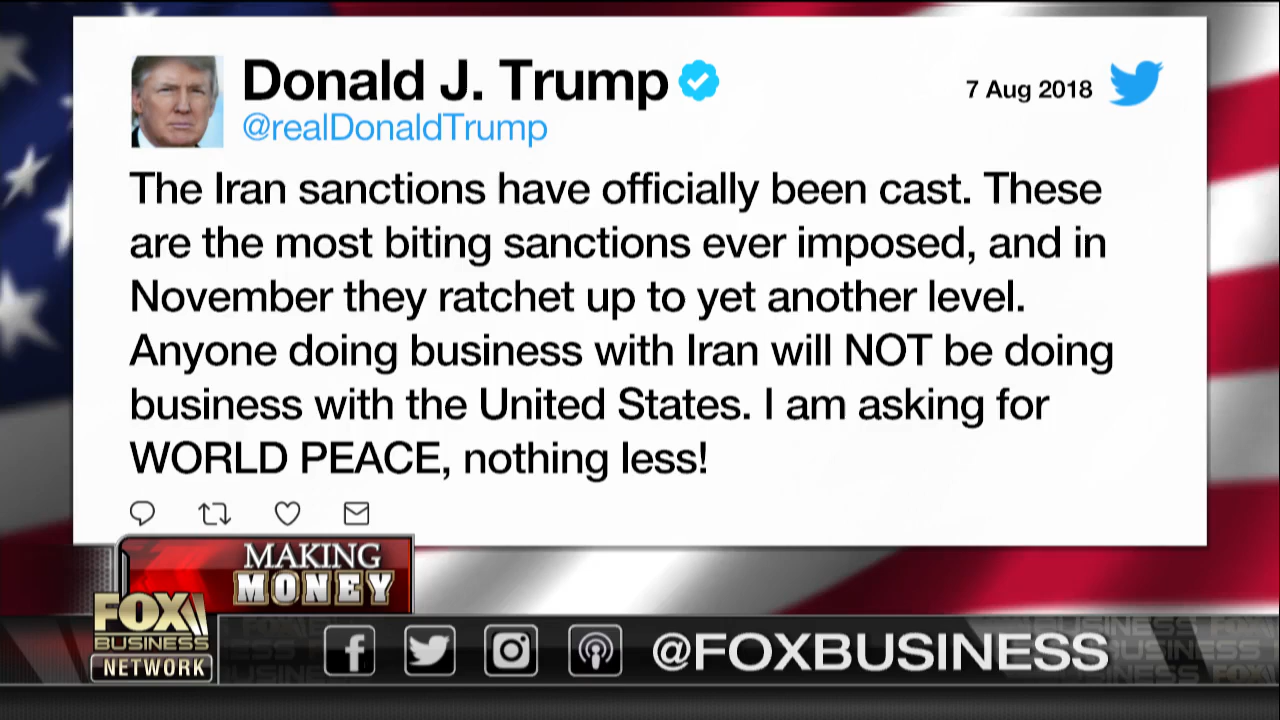 Donald J. Trump
7 Aug 2018
@realDonaldTrump
The Iran sanctions have officially been cast. These
are the most biting sanctions ever imposed, and in
November they ratchet up to yet another level.
Anyone doing business with Iran will NOT be doing
business with the United States. I am asking for
WORLD PEACE, nothing less!
MAKING
MONEY
FOX
BUSINESS
NETWORK
@FOXBUSINESS